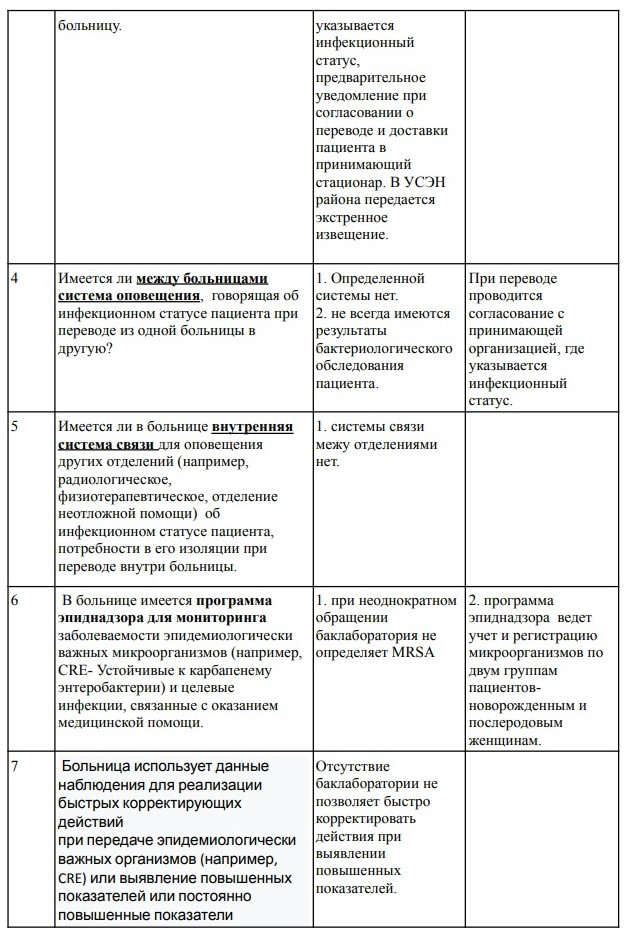 больницу.
указывается
инфекционный
статус,
предварительное
уведомление при
согласовании о
переводе и доставки
пациента в
принимающий
стационар. В УСЭН
района передается
экстренное
извещение.
4
Имеется ли между больницами
система оповещения, говорящая об
инфекционном статусе пациента при
переводе из одной больницы в
другую?
1. Определенной
системы нет.
2. не всегда имеются
результаты
бактериологического
обследования
пациента.
При переводе
проводится
согласование с
принимающей
организацией, где
указывается
инфекционный
статус.
5
Имеется ли в больнице внутренняя
система связи для оповещения
других отделений (например,
радиологическое,
физиотерапевтическое, отделение
неотложной помощи) об
инфекционном статусе пациента,
потребности в его изоляции при
переводе внутри больницы.
1. системы связи
межу отделениями
нет.
6
В больнице имеется программа
эпиднадзора для мониторинга
заболеваемости эпидемиологически
важных микроорганизмов (например,
CRE- Устойчивые к карбапенему
энтеробактерии) и целевые
инфекции, связанные с оказанием
медицинской помощи.
1. при неоднократном
обращении
баклаборатория не
определяет MRSA
2. программа
эпиднадзора ведет
учет и регистрацию
микроорганизмов по
двум группам
пациентов-
новорожденным и
послеродовым
женщинам.
7
Больница использует данные
наблюдения для реализации
быстрых корректирующих
действий
при передаче эпидемиологически
важных организмов (например,
CRE) или выявление повышенных
показателей или постоянно
повышенные показатели
Отсутствие
баклаборатории не
позволяет быстро
корректировать
действия при
выявлении
повышенных
показателей.